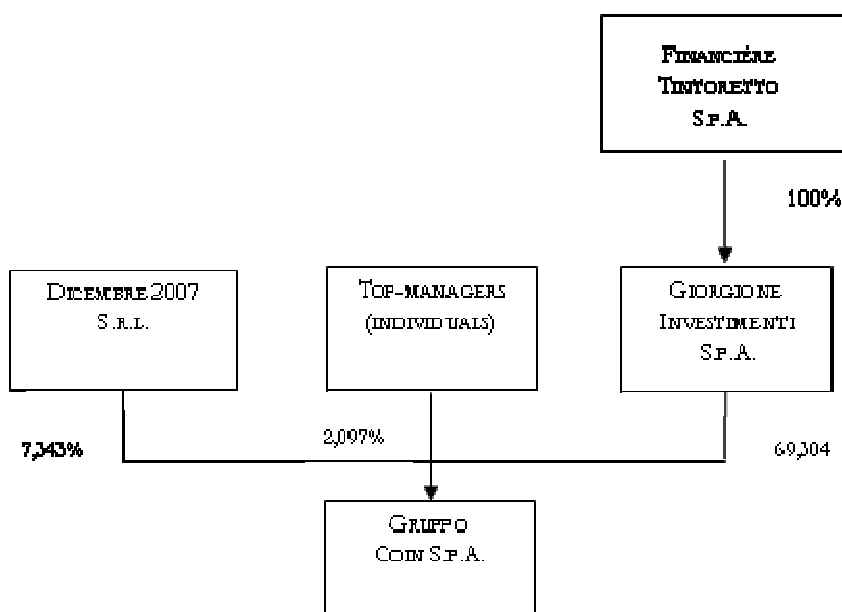 FINANCIÈRE
TINTORETTO
S.P.A.
100%
DICEMBRE 2007
S.R.L.
TOP-MANAGERS
(INDIVIDUALS)
GIORGIONE
INVESTIMENTI
S.P.A.
7,343%
2,097%
69,304
GRUPPO
COIN S.P.A.